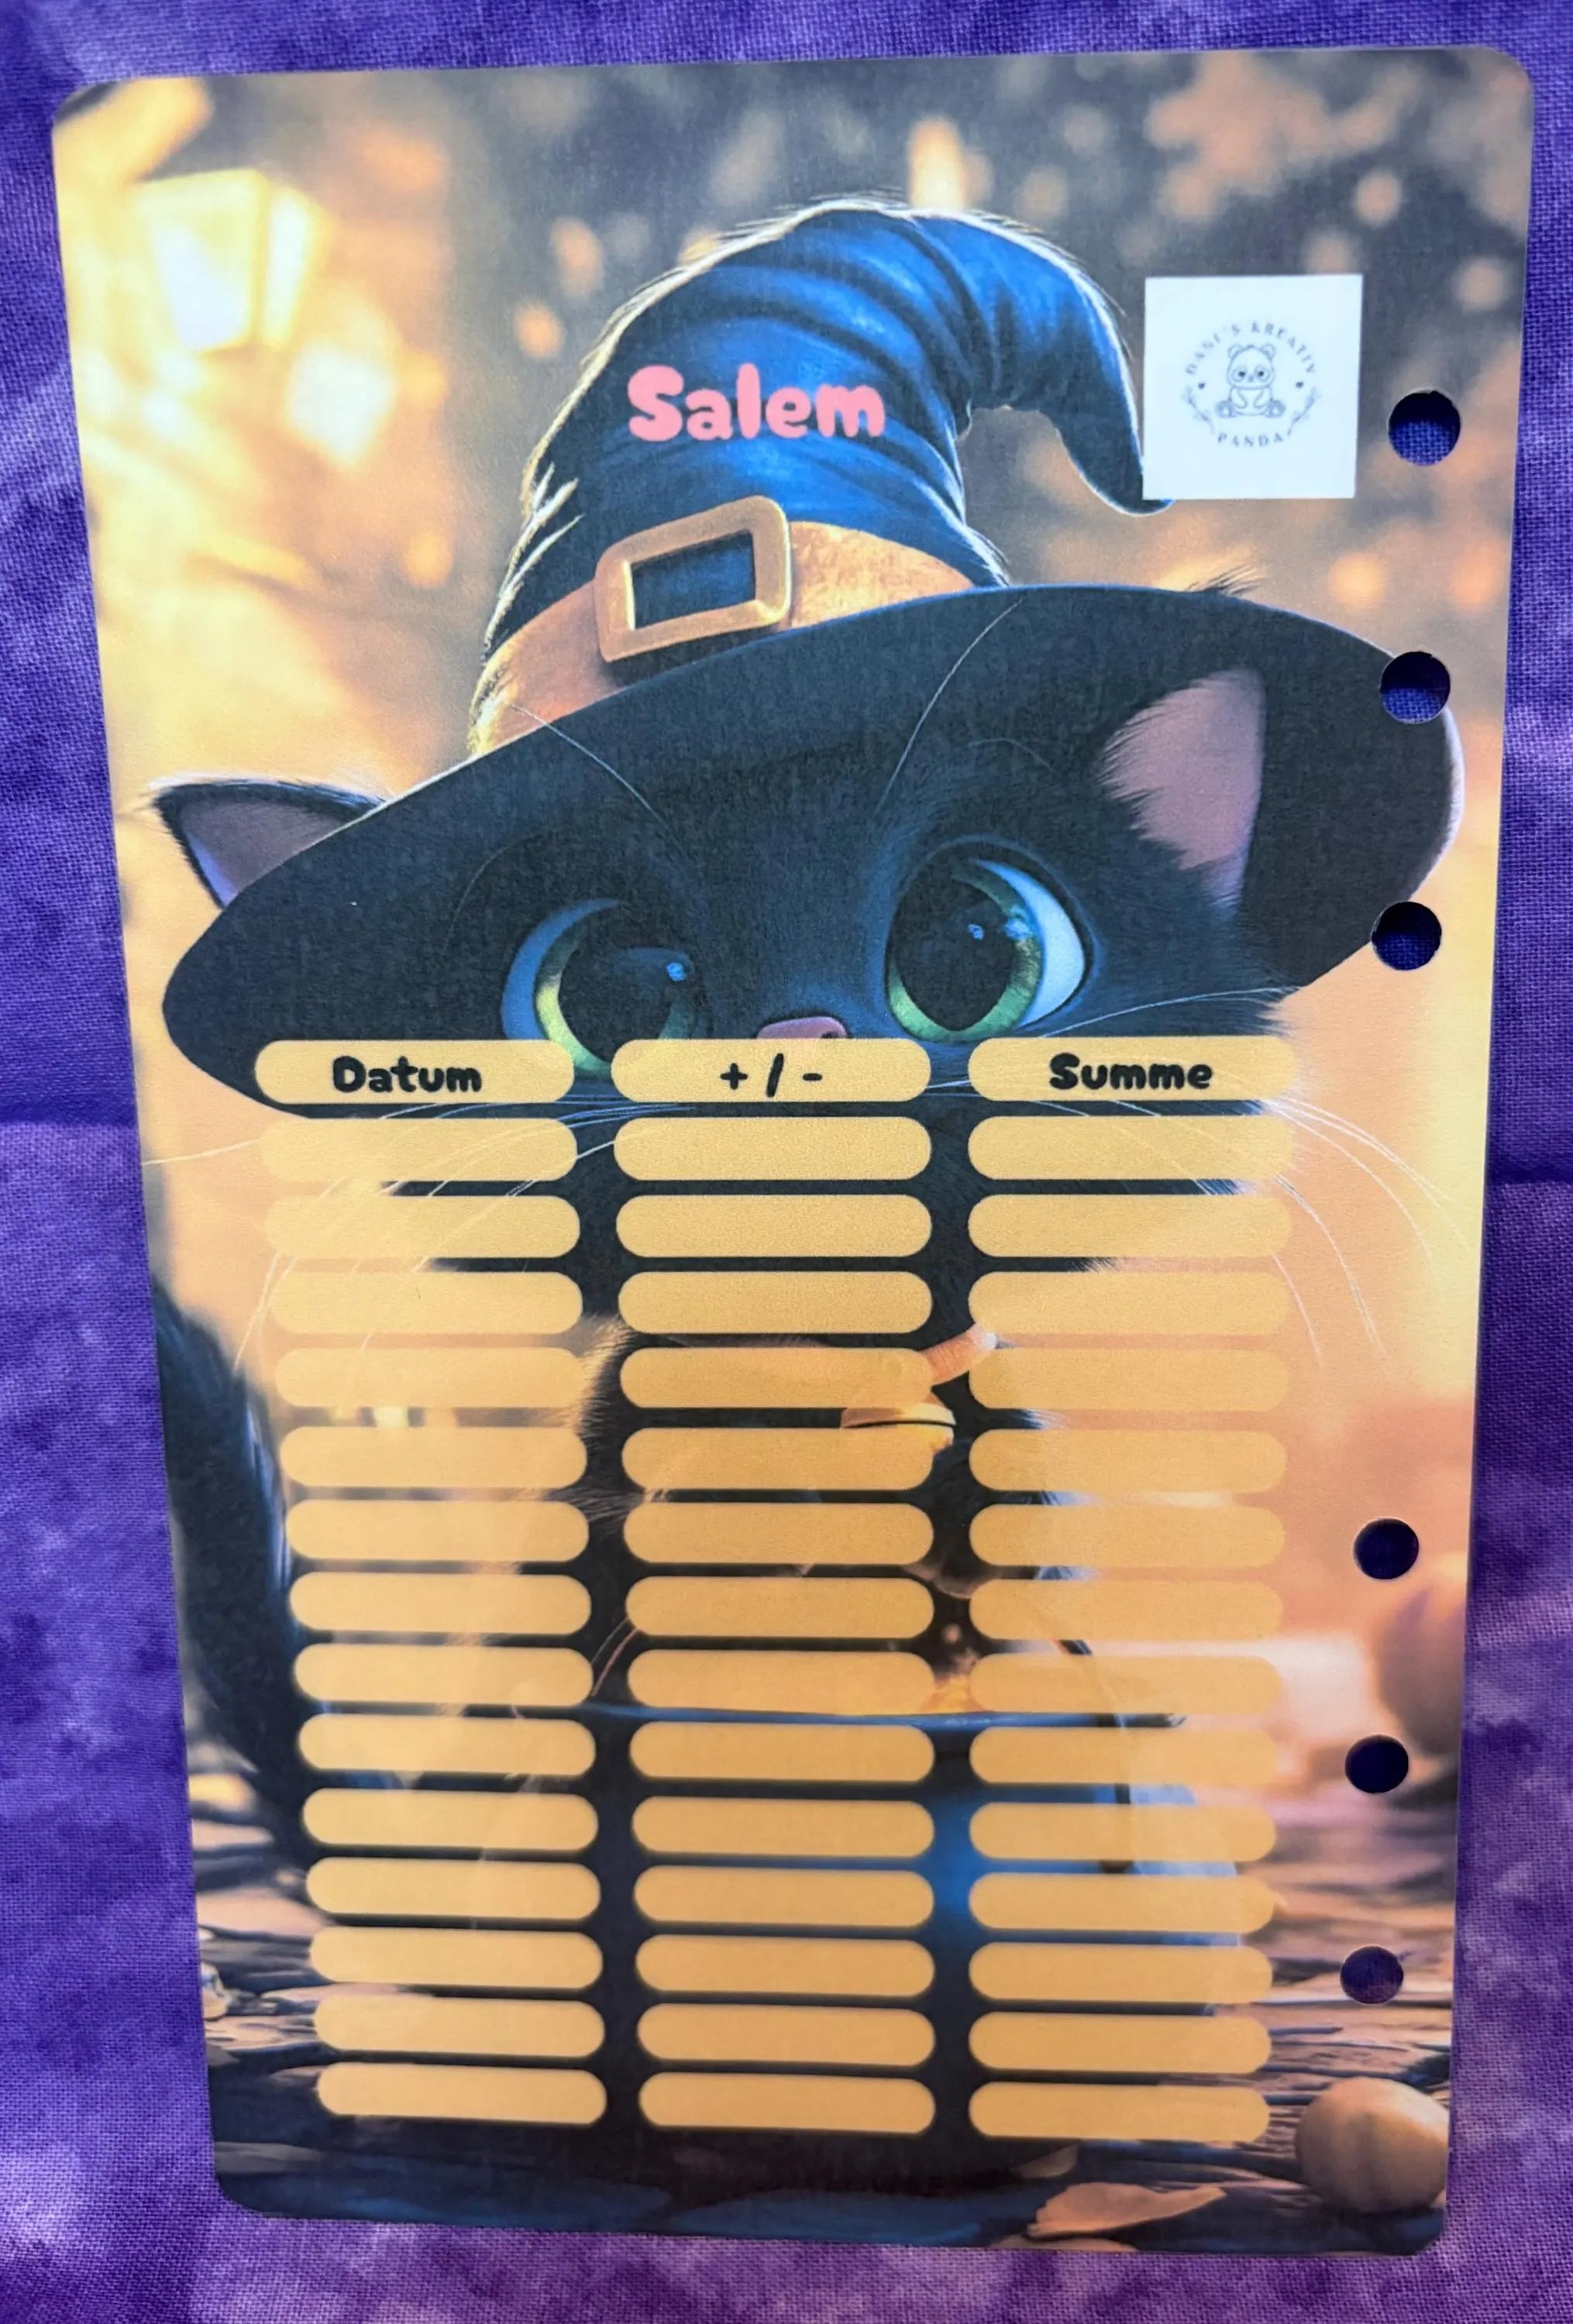 Salem
DANI'S KREATIV
PANDA
Datum
+ / -
Summe